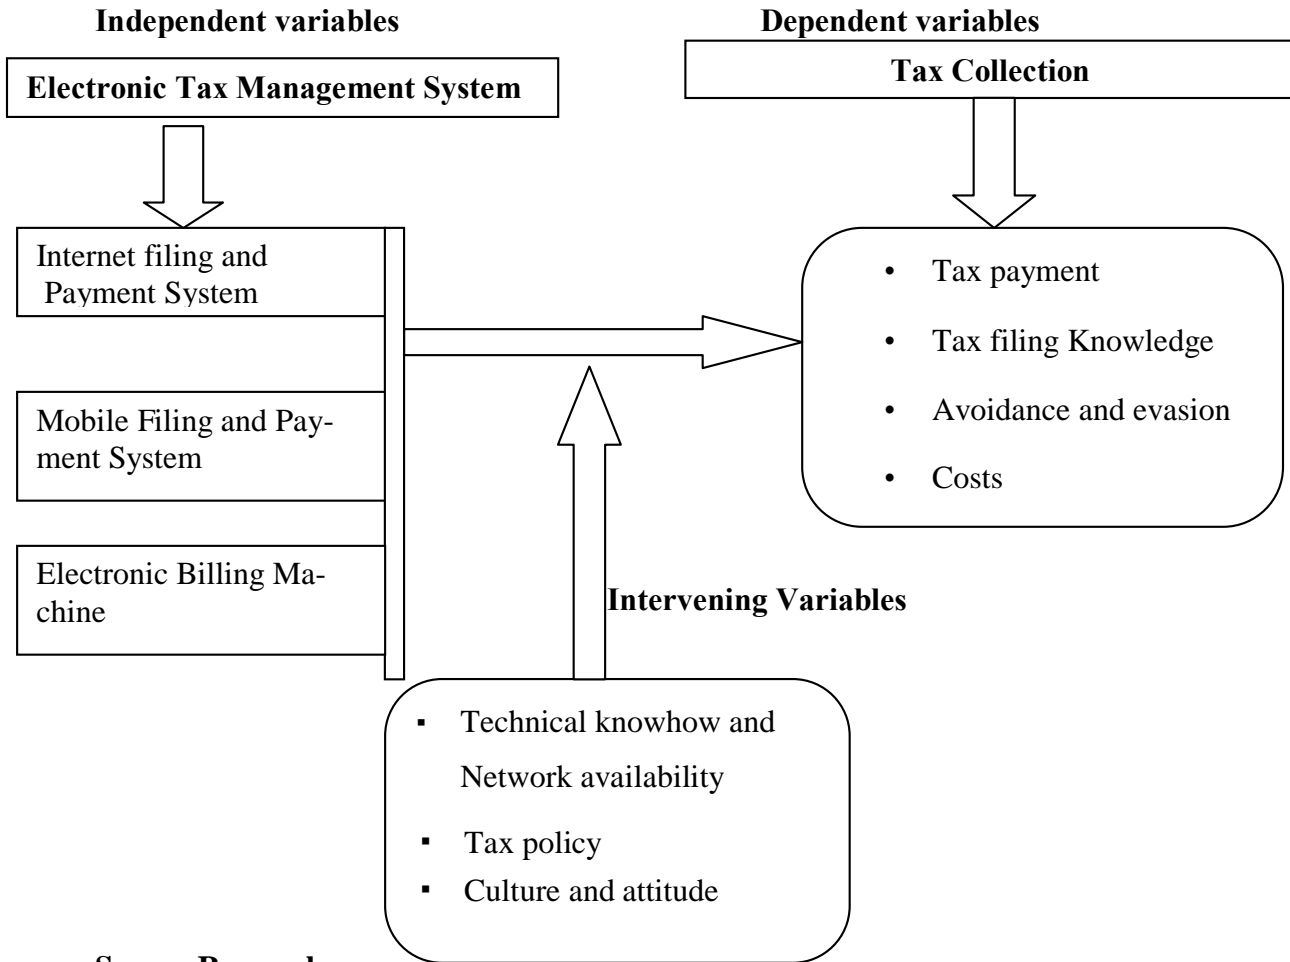 Independent variables
Dependent variables
Electronic Tax Management System
Tax Collection
Internet filing and
Payment System
Mobile Filing and Pay-
ment System
Electronic Billing Ma-
chine
• Tax payment
• Tax filing Knowledge
• Avoidance and evasion
• Costs
Intervening Variables
▪ Technical knowhow and
Network availability
▪ Tax policy
▪ Culture and attitude